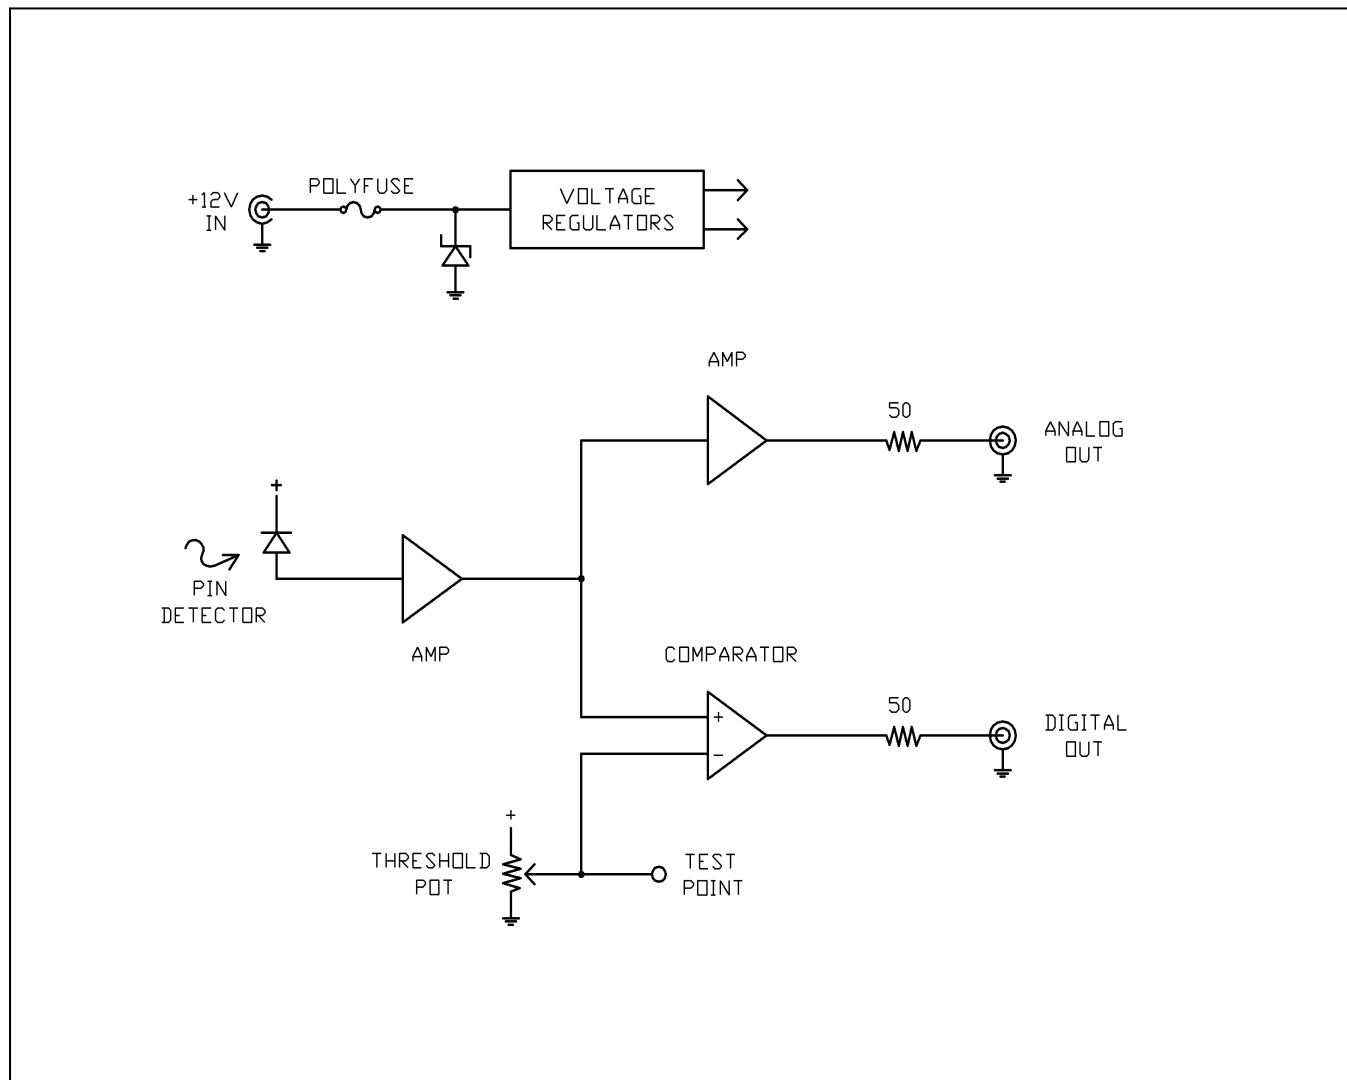 POLYFUSE
+12V
IN
VOLTAGE
REGULATORS
AMP
50
ANALOG
OUT
+
PIN
DETECTOR
AMP
COMPARATOR
+
-
50
DIGITAL
OUT
+
THRESHOLD
POT
TEST
POINT